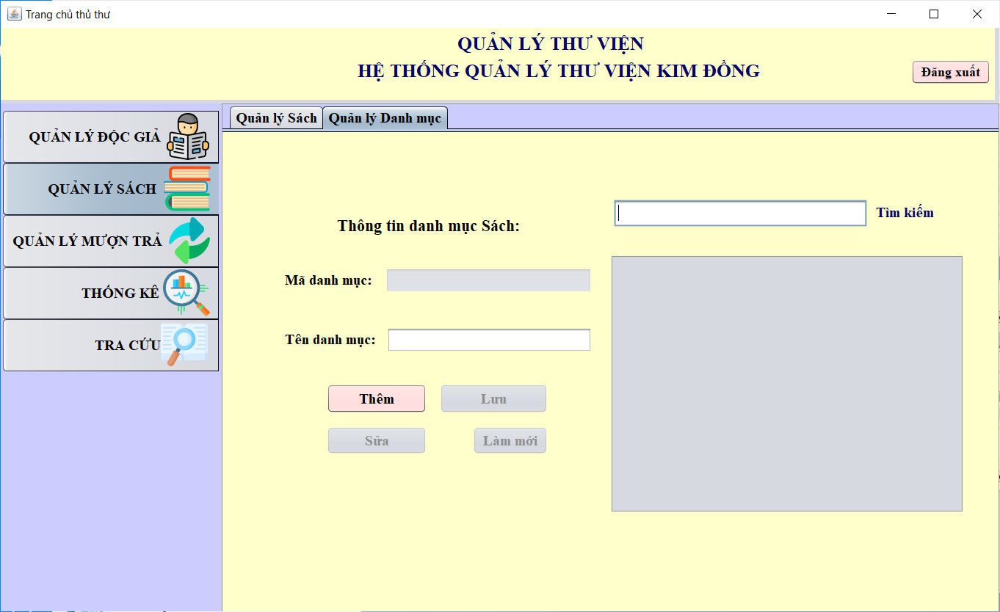 Trang chủ thủ thư
QUẢN LÝ THƯ VIỆN
HỆ THỐNG QUẢN LÝ THƯ VIỆN KIM ĐỒNG
Đăng xuất
QUẢN LÝ ĐỘC GIẢ
QUẢN LÝ SÁCH
QUẢN LÝ MƯỢN TRẢ
THỐNG KÊ
TRA CỨU
Quản lý Sách Quản lý Danh mục
Tìm kiếm
Thông tin danh mục Sách:
Mã danh mục:
Tên danh mục:
Thêm Lưu
Sửa Làm mới